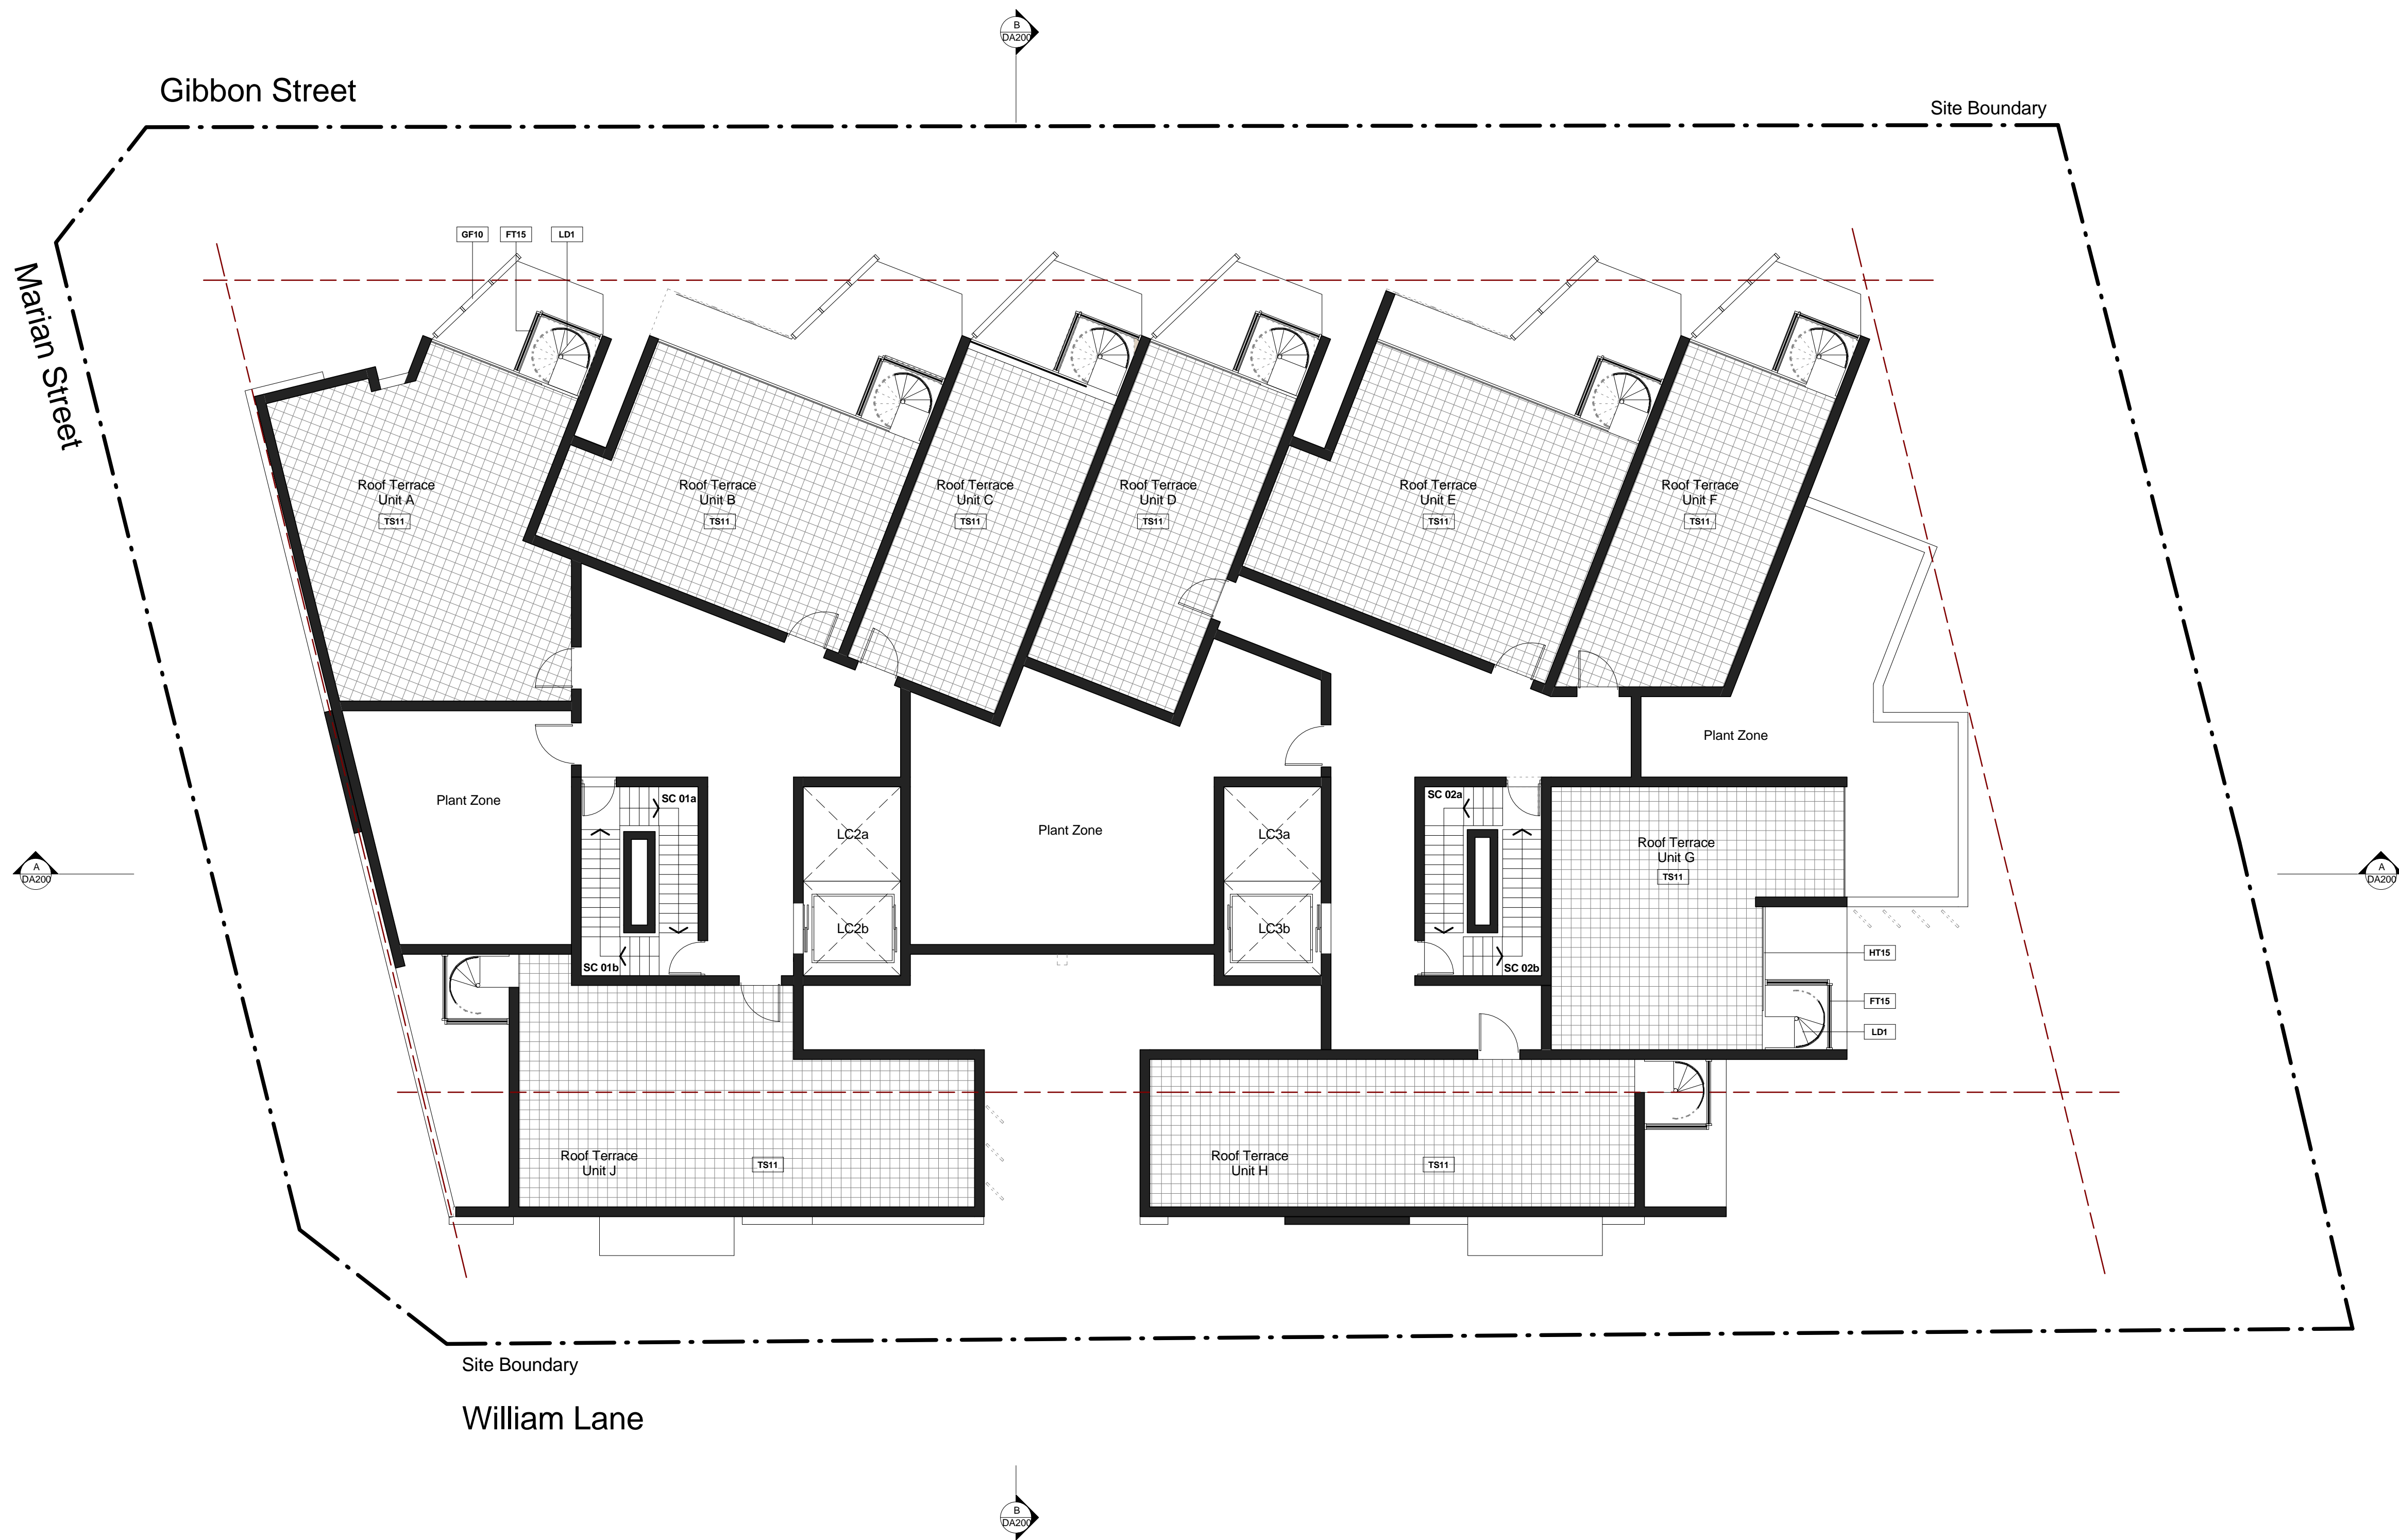 B
DA200
Gibbon Street
Site Boundary
GF10
FT15
LD1
Marian Street
Roof Terrace
Unit A
TS11
Roof Terrace
Unit B
TS11
Roof Terrace
Unit C
TS11
Roof Terrace
Unit D
TS11
Roof Terrace
Unit E
TS11
Roof Terrace
Unit F
TS11
Plant Zone
Plant Zone
SC 01a
LC2a
Plant Zone
LC3a
SC 02a
Roof Terrace
Unit G
TS11
A
DA200
A
DA200
LC2b
LC3b
SC 01b
SC 02b
HT15
FT15
LD1
Roof Terrace
Unit J
TS11
Roof Terrace
Unit H
TS11
Site Boundary
William Lane
B
DA200